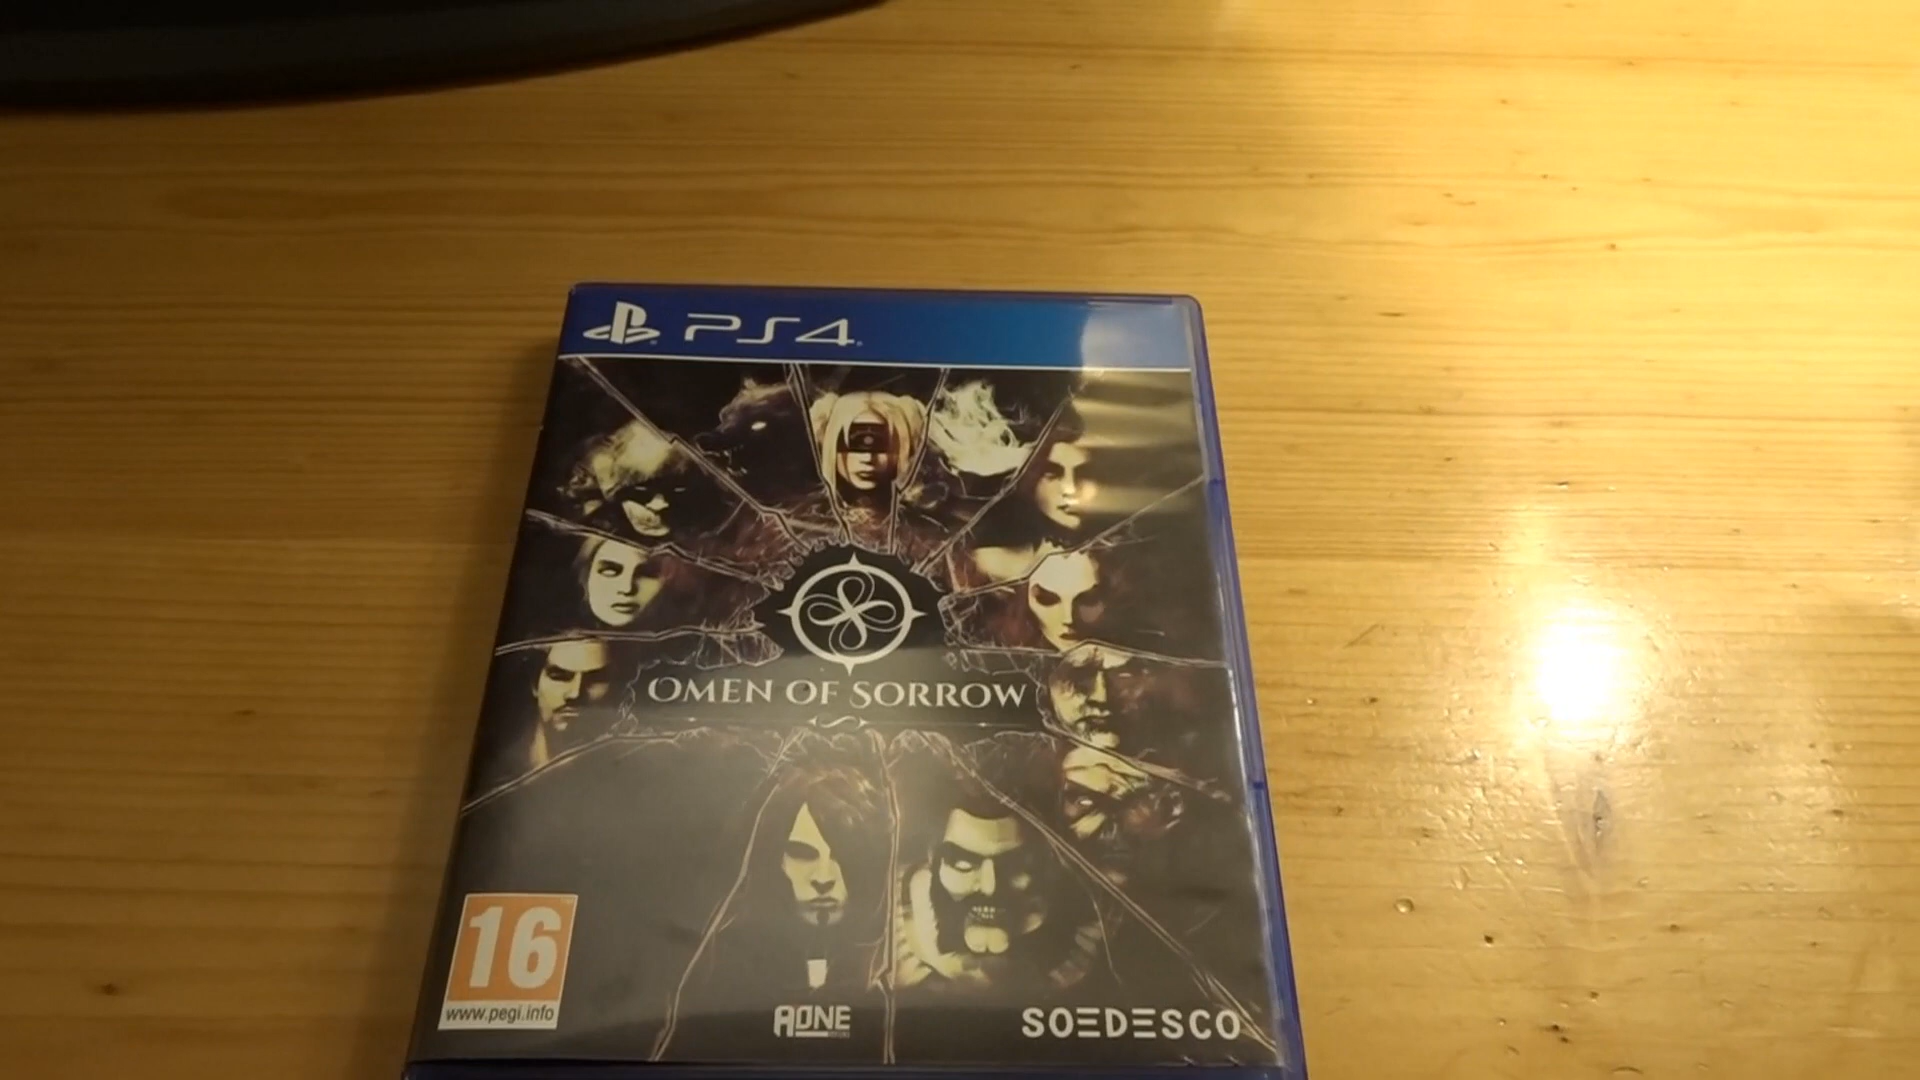 PS4
OMEN OF SORROW
16
www.pegi.info
AONE
SOEDESCO